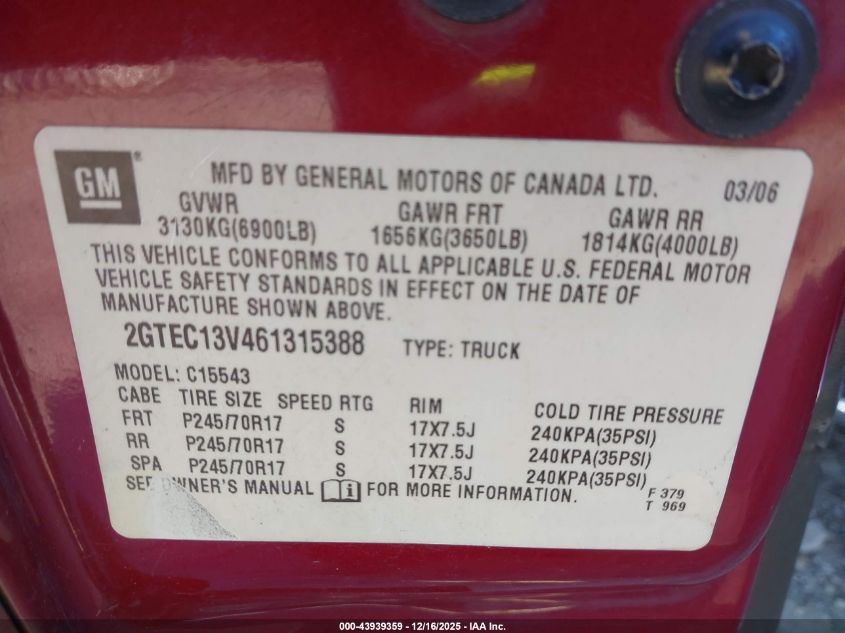 GM
MFD BY GENERAL MOTORS OF CANADA LTD. 03/06
GVWR GAWR FRT GAWR RR
3130KG(6900LB) 1656KG(3650LB) 1814KG(4000LB)
THIS VEHICLE CONFORMS TO ALL APPLICABLE U.S. FEDERAL MOTOR
VEHICLE SAFETY STANDARDS IN EFFECT ON THE DATE OF
MANUFACTURE SHOWN ABOVE.
2GTEC13V461315388 TYPE: TRUCK
MODEL: C15543
CABE TIRE SIZE SPEED RTG RIM COLD TIRE PRESSURE
FRT P245/70R17 S 17X7.5J 240KPA(35PSI)
RR P245/70R17 S 17X7.5J 240KPA(35PSI)
SPA P245/70R17 S 17X7.5J 240KPA(35PSI)
SEE OWNER'S MANUAL FOR MORE INFORMATION.
F 379
T 969
000-43939359 - 12/16/2025 - IAA Inc.